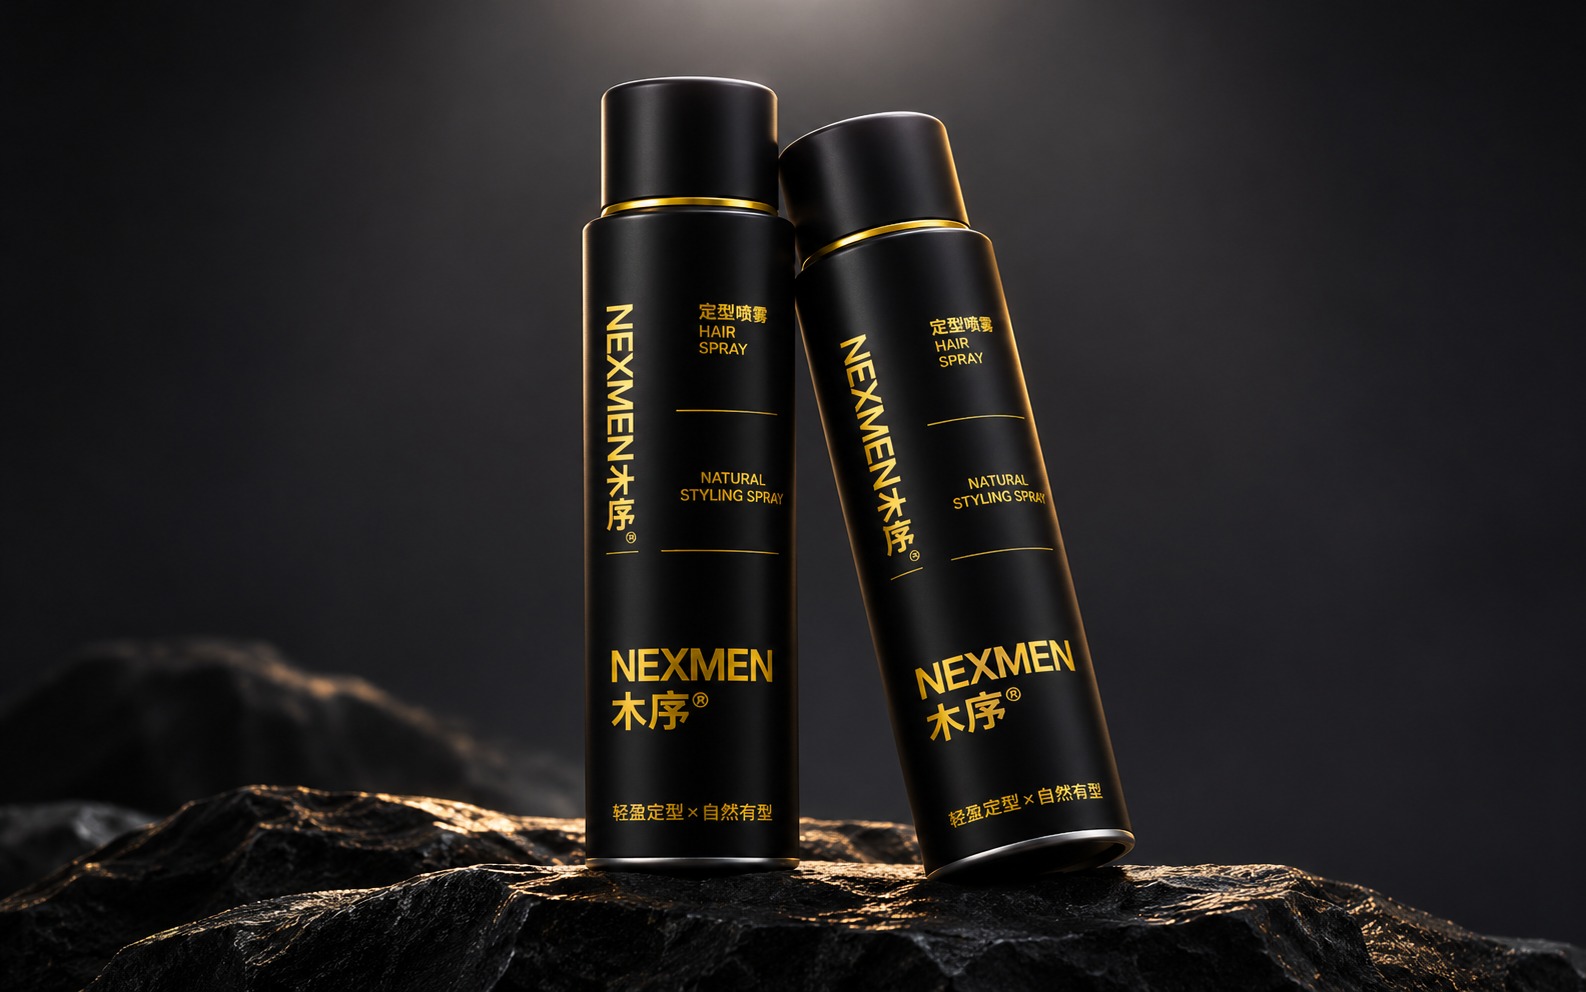 NEXMEN木序®
定型喷雾
HAIR
SPRAY
NATURAL
STYLING SPRAY
NEXMEN
木序®
轻盈定型×自然有型
NEXMEN木序®
定型喷雾
HAIR
SPRAY
NATURAL
STYLING SPRAY
NEXMEN
木序®
轻盈定型×自然有型